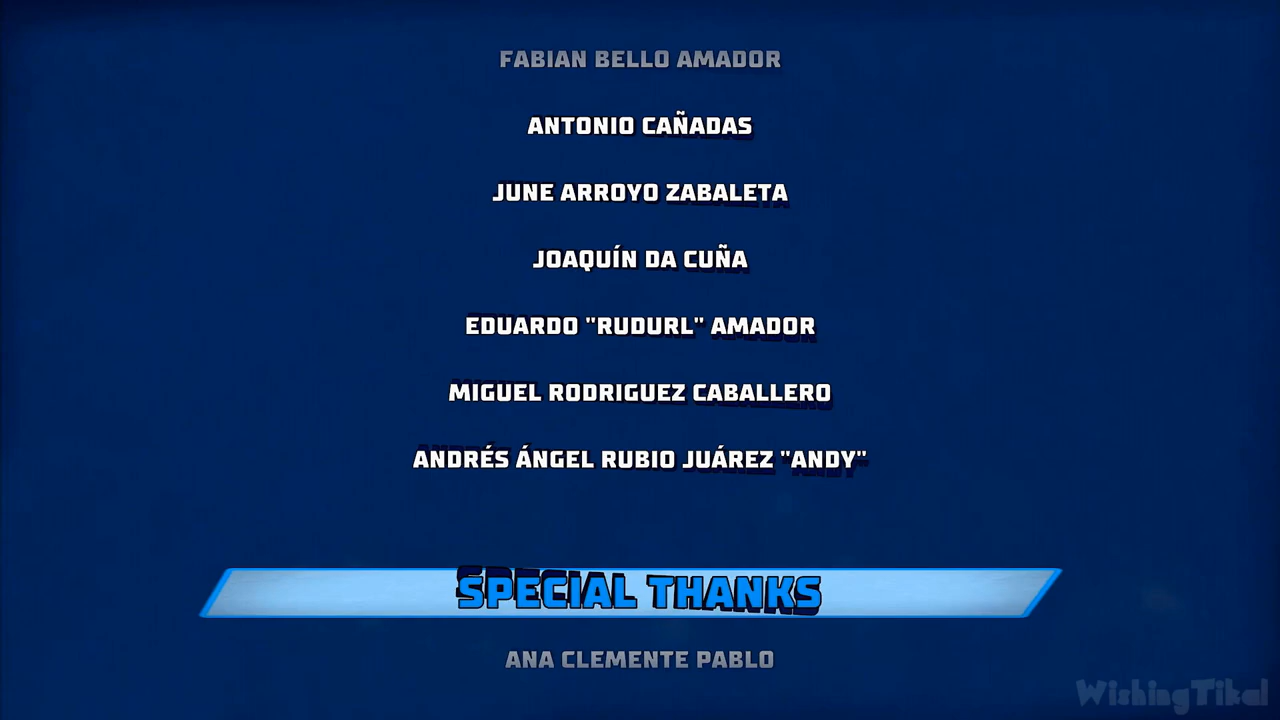 FABIAN BELLO AMADOR
ANTONIO CAÑADAS
JUNE ARROYO ZABALETA
JOAQUÍN DA CUÑA
EDUARDO "RUDURL" AMADOR
MIGUEL RODRIGUEZ CABALLERO
ANDRÉS ÁNGEL RUBIO JUÁREZ "ANDY"
SPECIAL THANKS
ANA CLEMENTE PABLO
WishingTikal